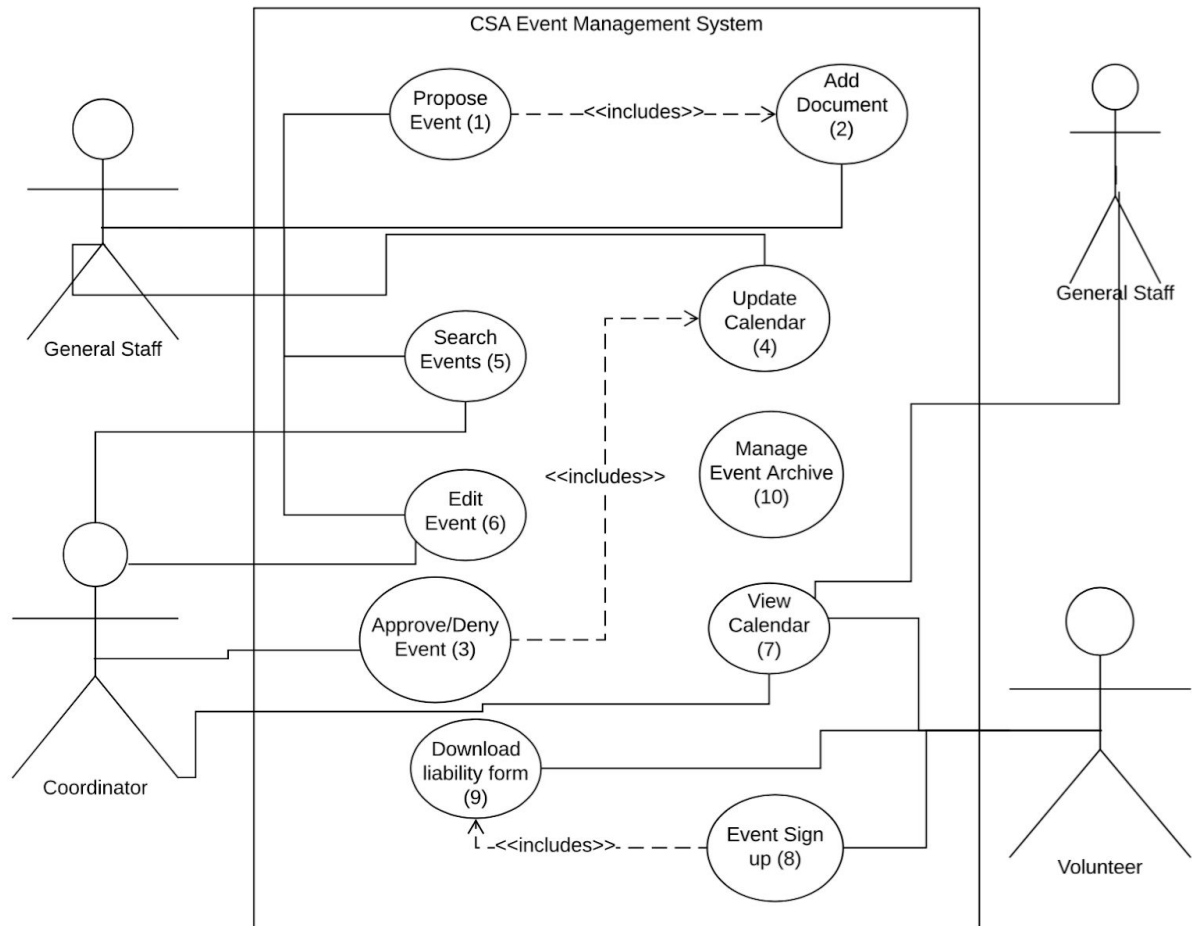 CSA Event Management System
Propose
Event (1)
<<includes>>
Add
Document
(2)
General Staff
General Staff
Update
Calendar
(4)
Search
Events (5)
<<includes>>
Manage
Event Archive
(10)
Edit
Event (6)
Approve/Deny
Event (3)
View
Calendar
(7)
Coordinator
Download
liability form
(9)
<<includes>>
Event Sign
up (8)
Volunteer